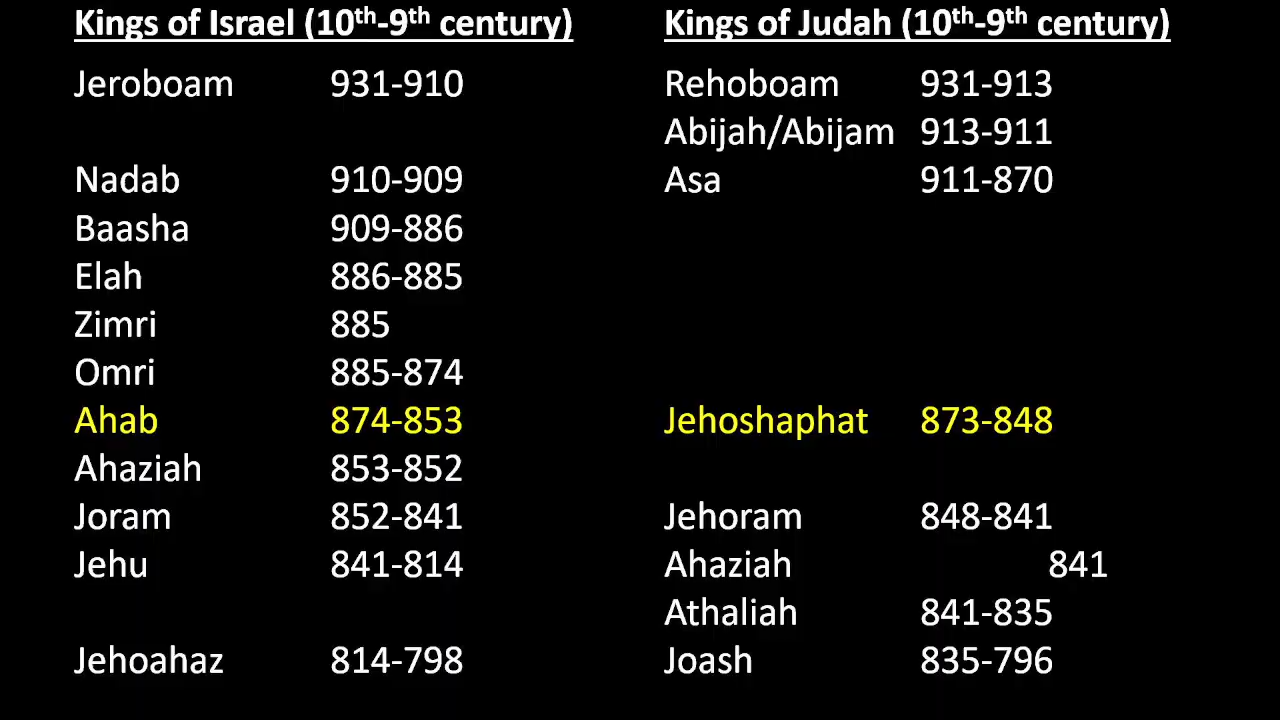 Kings of Israel (10th-9th century) Kings of Judah (10th-9th century)
Jeroboam 931-910 Rehoboam 931-913
Abijah/Abijam 913-911
Nadab 910-909 Asa 911-870
Baasha 909-886
Elah 886-885
Zimri 885
Omri 885-874
Ahab 874-853 Jehoshaphat 873-848
Ahaziah 853-852
Joram 852-841 Jehoram 848-841
Jehu 841-814 Ahaziah 841
Athaliah 841-835
Jehoahaz 814-798 Joash 835-796